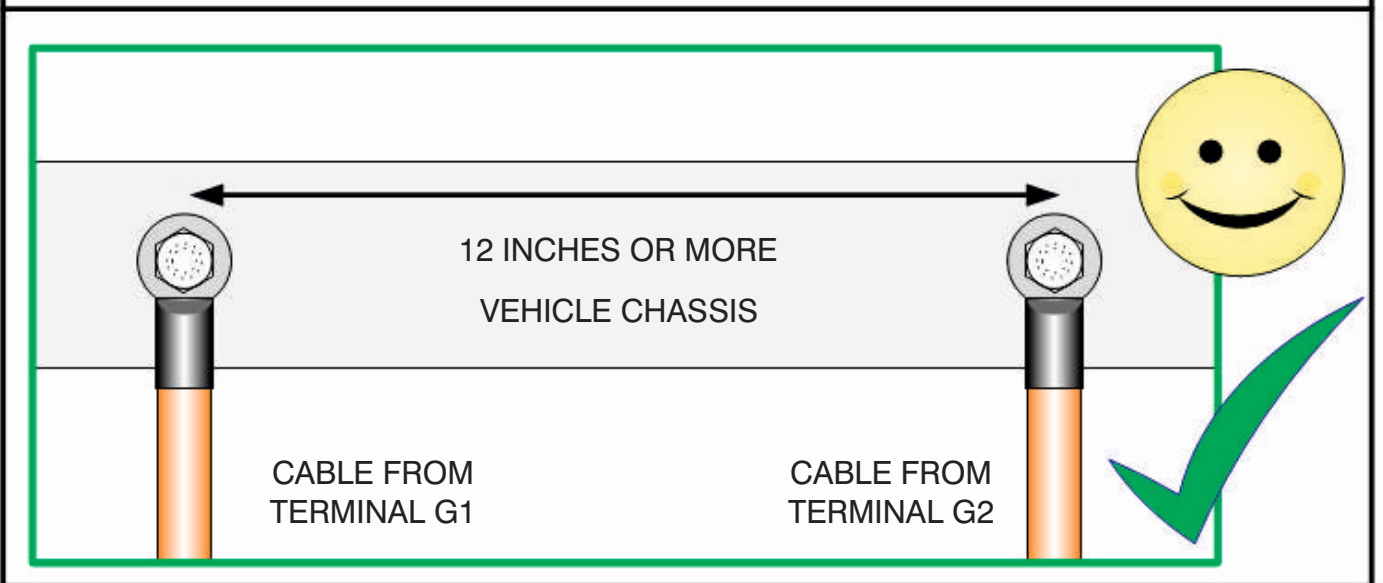 12 INCHES OR MORE
VEHICLE CHASSIS
CABLE FROM
TERMINAL G1
CABLE FROM
TERMINAL G2